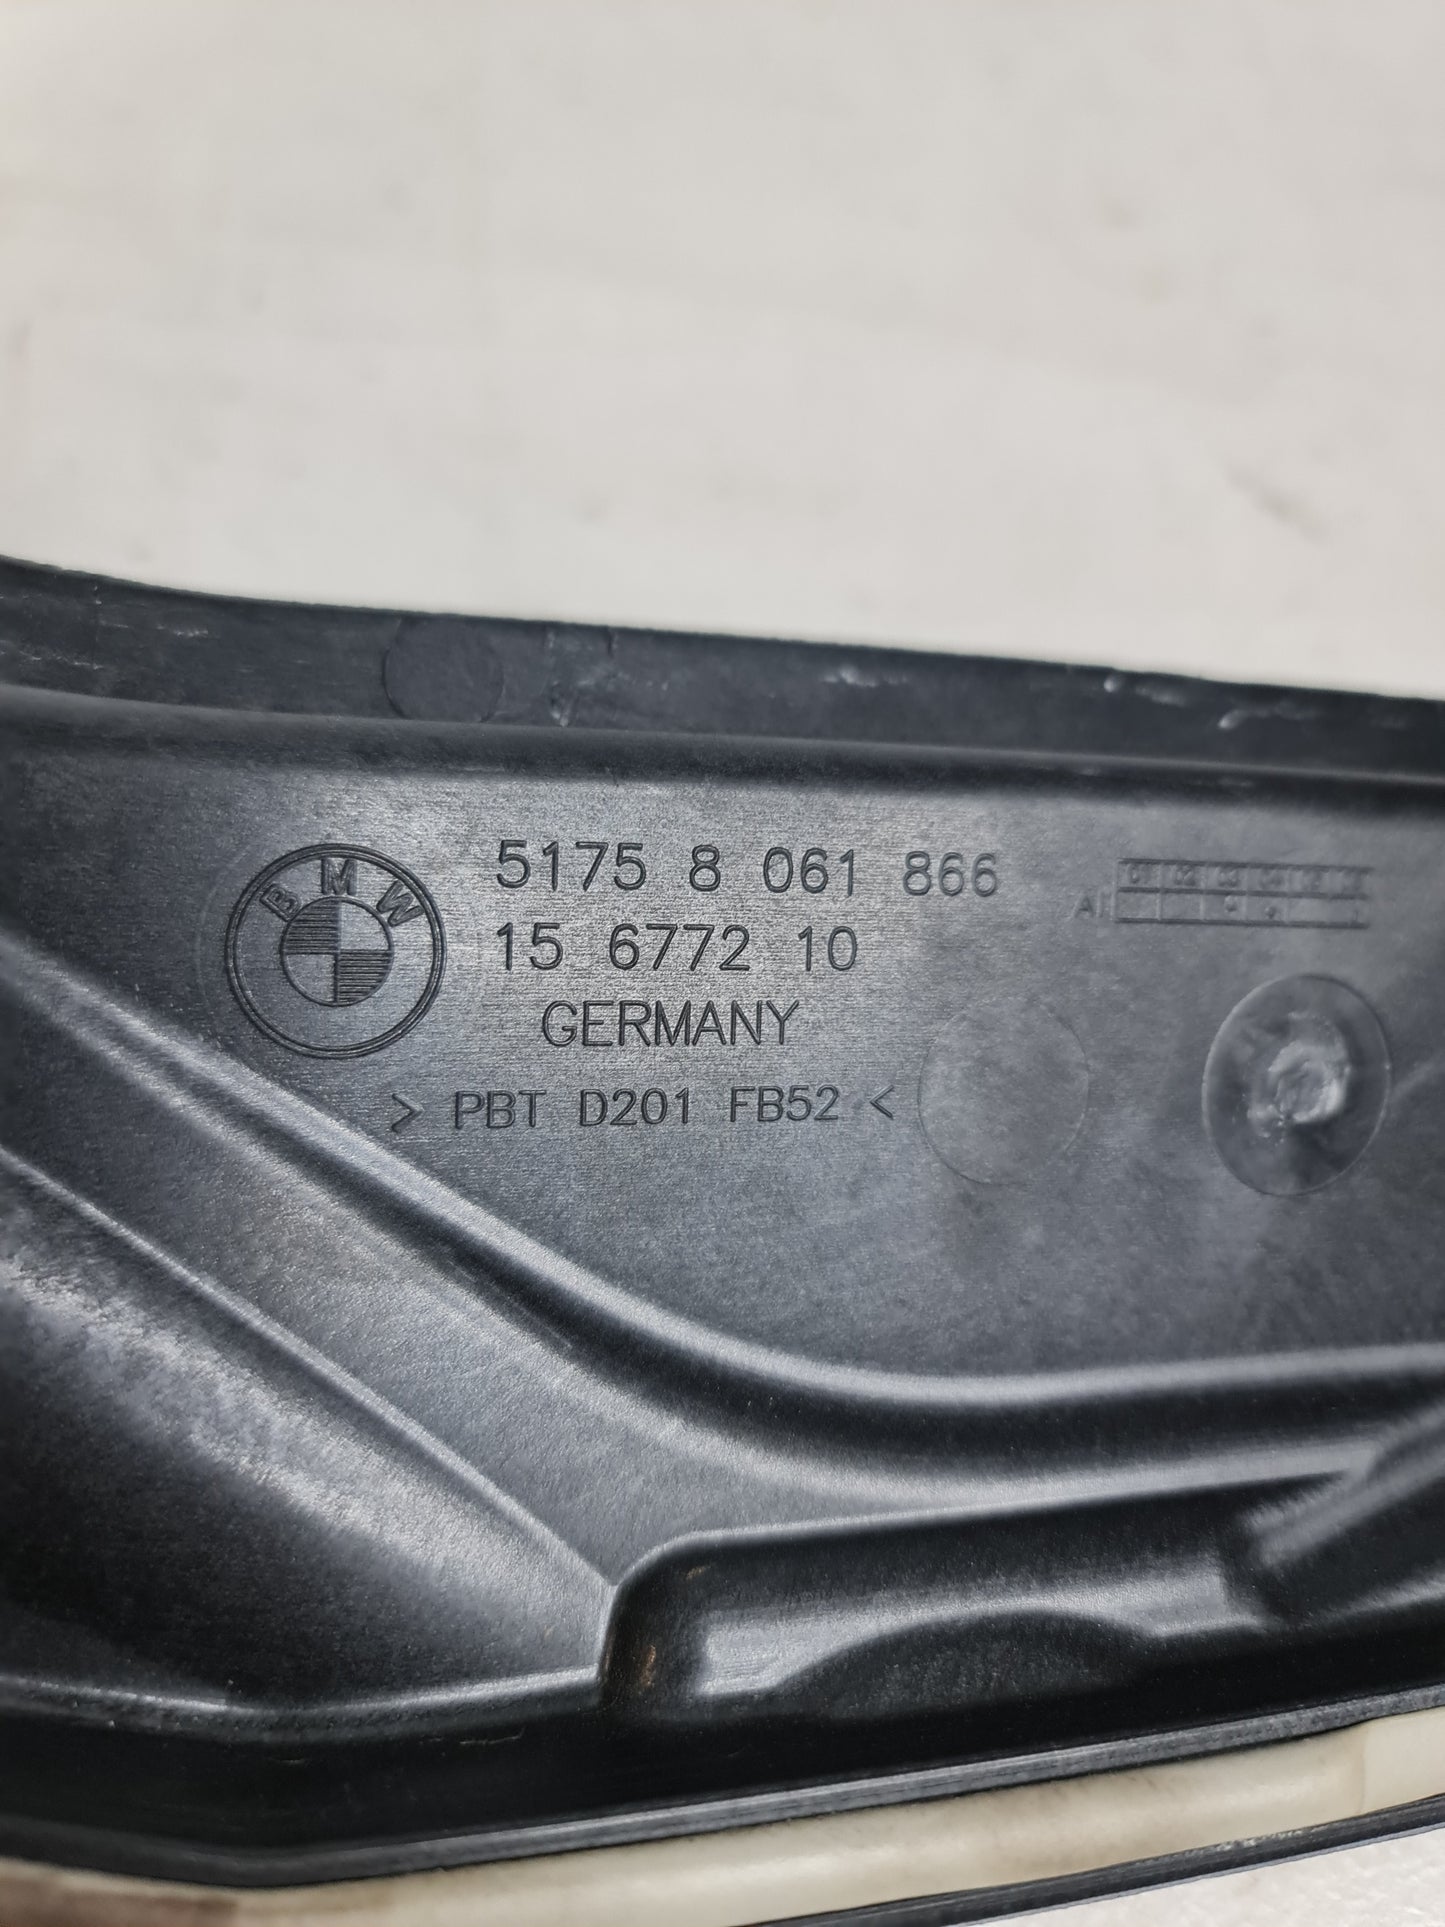 BMW
5175 8 061 866
15 6772 10
GERMANY
> PBT D201 FB52 <